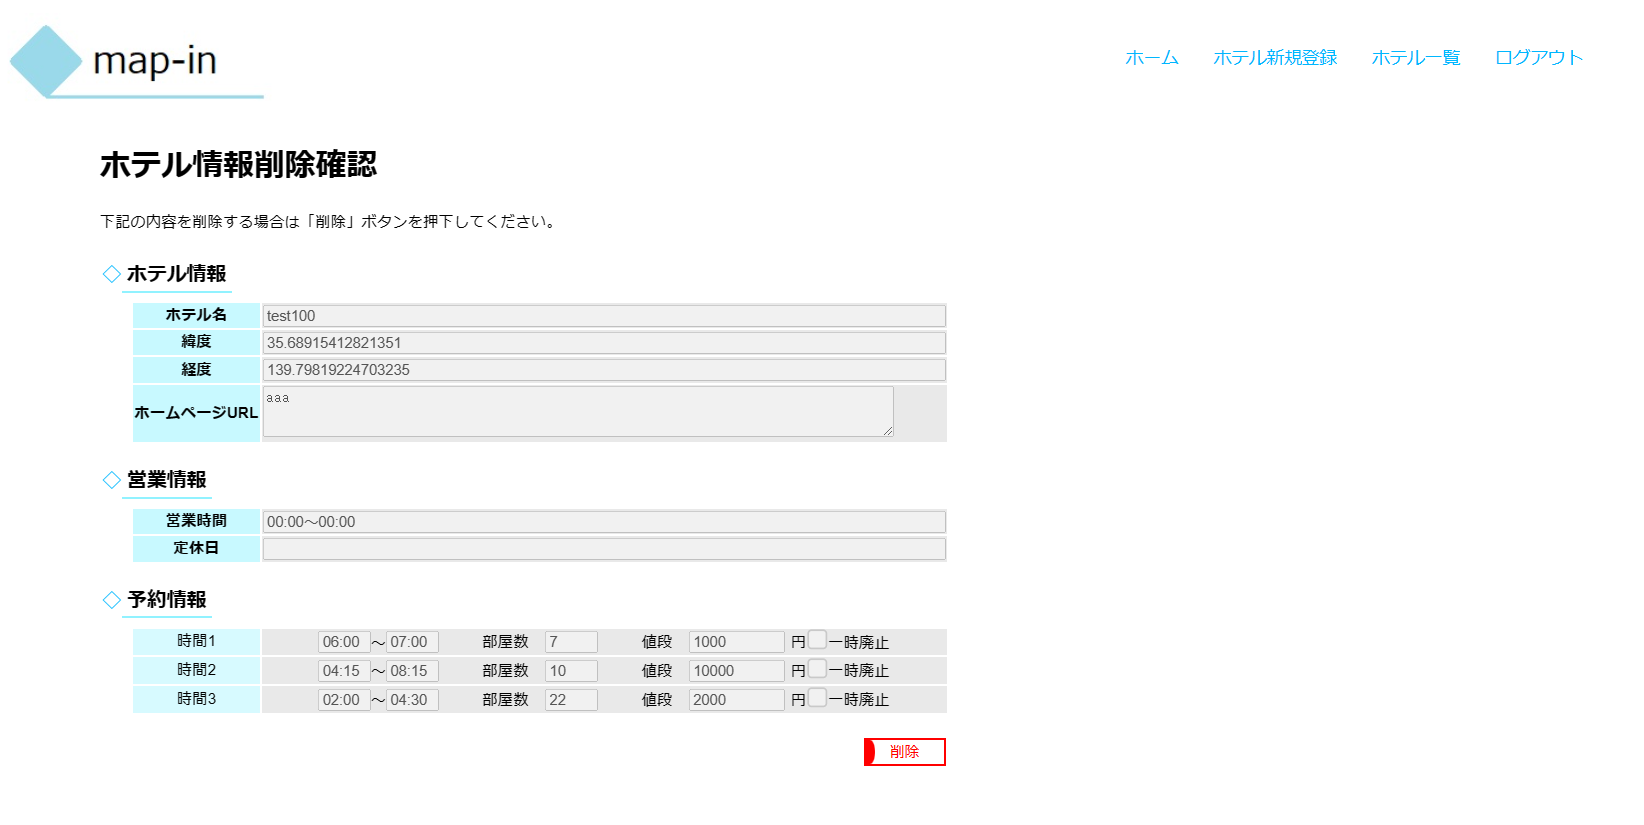 map-in
ホーム ホテル新規登録 ホテル一覧 ログアウト
ホテル情報削除確認
下記の内容を削除する場合は「削除」ボタンを押下してください。
◇ ホテル情報
ホテル名 test100
緯度 35.68915412821351
経度 139.79819224703235
ホームページURL aaa
◇ 営業情報
営業時間 00:00～00:00
定休日
◇ 予約情報
時間1 06:00 ～ 07:00 部屋数 7 値段 1000 円 一時廃止
時間2 04:15 ～ 08:15 部屋数 10 値段 10000 円 一時廃止
時間3 02:00 ～ 04:30 部屋数 22 値段 2000 円 一時廃止
削除